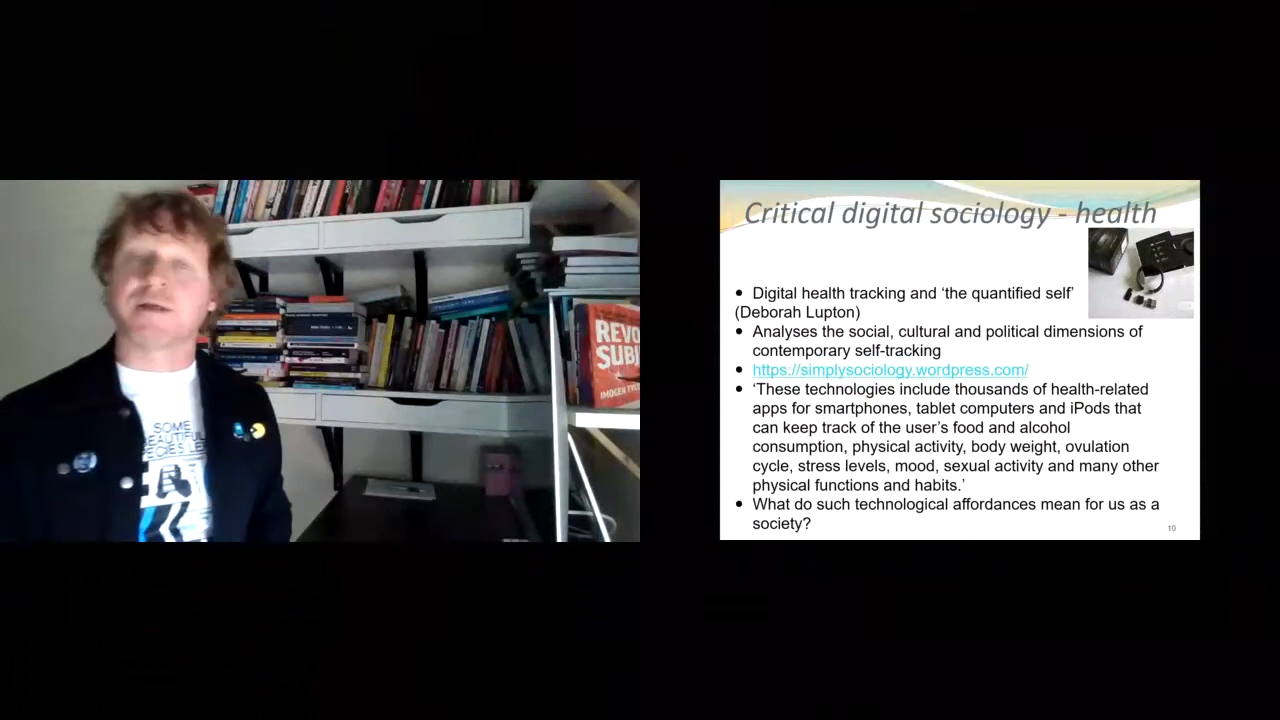 SOME
BEAUTIFUL
SPECIES LE
REVO
SUBJ
IMOGEN TYL
Critical digital sociology - health
● Digital health tracking and ‘the quantified self’
(Deborah Lupton)
● Analyses the social, cultural and political dimensions of
contemporary self-tracking
● https://simplysociology.wordpress.com/
● ‘These technologies include thousands of health-related
apps for smartphones, tablet computers and iPods that
can keep track of the user’s food and alcohol
consumption, physical activity, body weight, ovulation
cycle, stress levels, mood, sexual activity and many other
physical functions and habits.’
● What do such technological affordances mean for us as a
society?
10